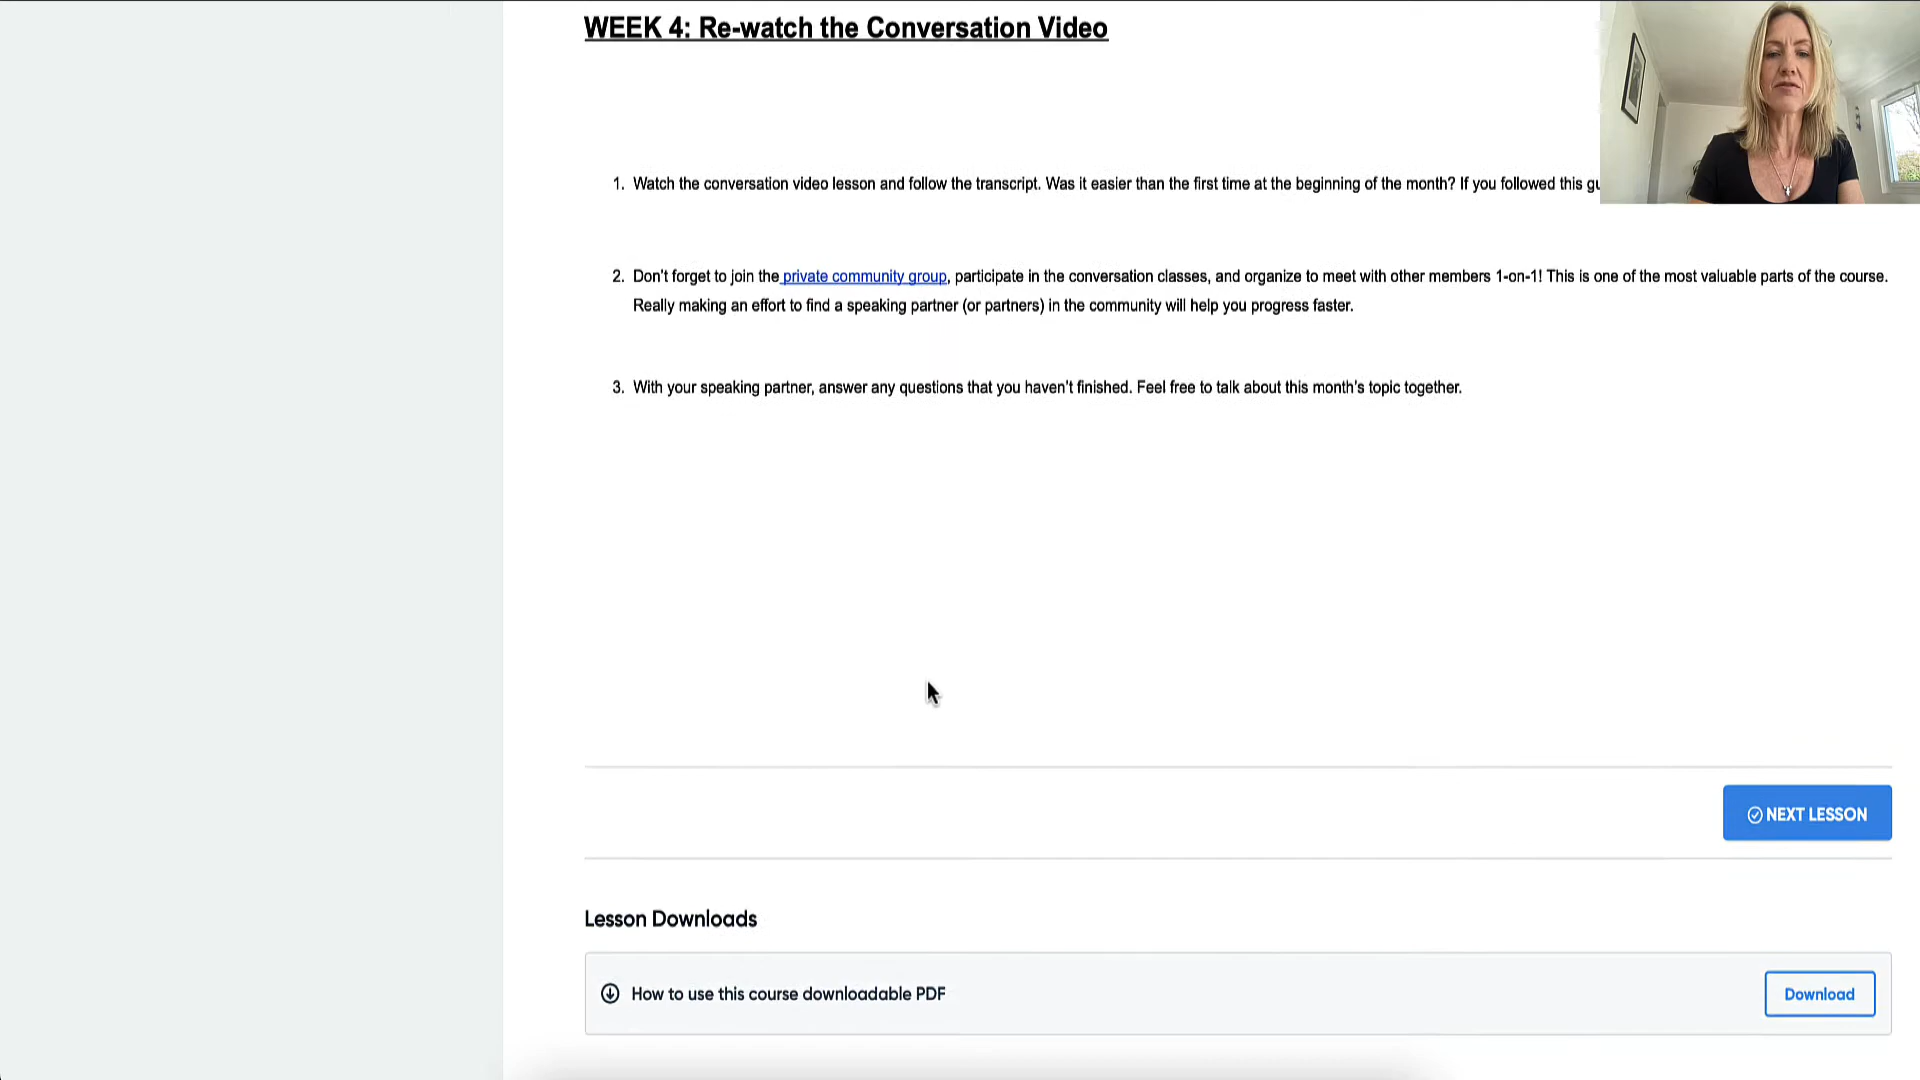 WEEK 4: Re-watch the Conversation Video
1. Watch the conversation video lesson and follow the transcript. Was it easier than the first time at the beginning of the month? If you followed this
2. Don't forget to join the private community group, participate in the conversation classes, and organize to meet with other members 1-on-1! This is one of the most valuable parts of the course.
Really making an effort to find a speaking partner (or partners) in the community will help you progress faster.
3. With your speaking partner, answer any questions that you haven't finished. Feel free to talk about this month's topic together.
NEXT LESSON
Lesson Downloads
How to use this course downloadable PDF
Download